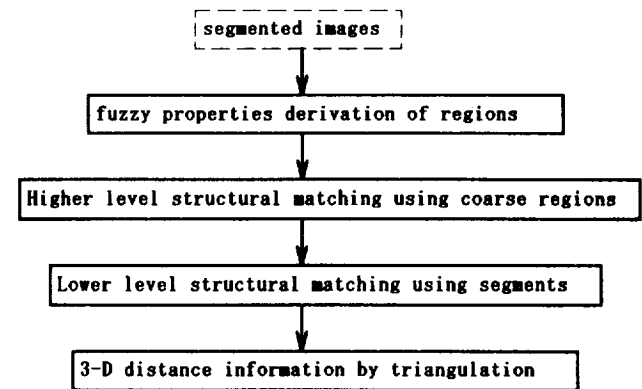 segmented images
fuzzy properties derivation of regions
Higher level structural matching using coarse regions
Lower level structural matching using segments
3-D distance information by triangulation